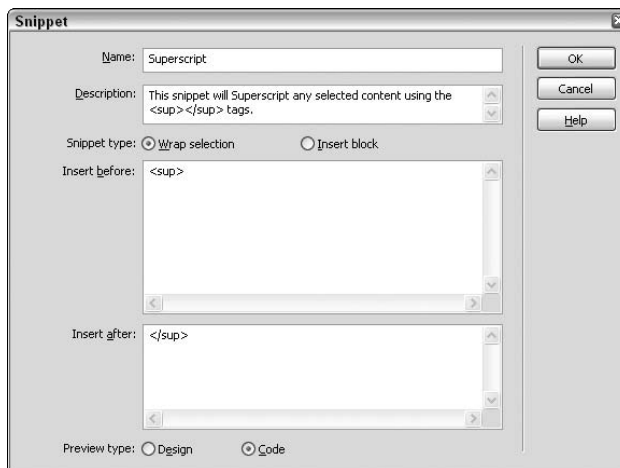 Snippet
Name: Superscript
OK
Description: This snippet will Superscript any selected content using the
<sup></sup> tags.
Cancel
Help
Snippet type: Wrap selection Insert block
Insert before: <sup>
Insert after: </sup>
Preview type: Design Code